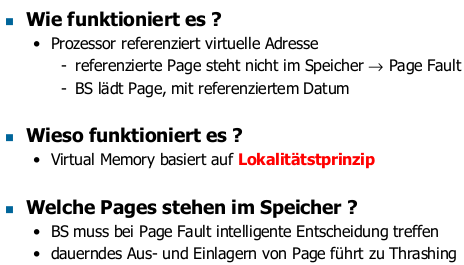 ▪ Wie funktioniert es ?
• Prozessor referenziert virtuelle Adresse
- referenzierte Page steht nicht im Speicher → Page Fault
- BS lädt Page, mit referenziertem Datum
▪ Wieso funktioniert es ?
• Virtual Memory basiert auf Lokalitätstprinzip
▪ Welche Pages stehen im Speicher ?
• BS muss bei Page Fault intelligente Entscheidung treffen
• dauerndes Aus- und Einlagern von Page führt zu Thrashing